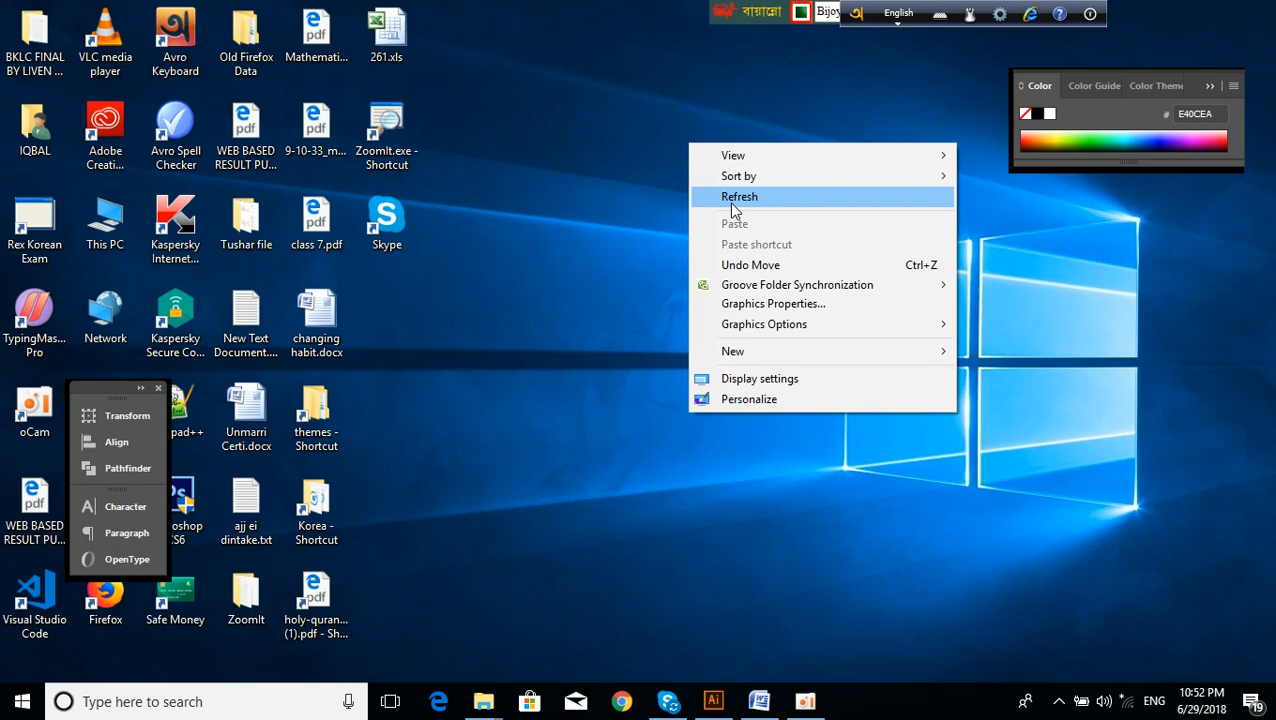 BKLC FINAL
BY LIVEN ...
VLC media
player
Avro
Keyboard
Old Firefox
Data
Mathemati...
261.xls
IQBAL
Adobe
Creati...
Avro Spell
Checker
WEB BASED
RESULT PU...
9-10-33_m...
ZoomIt.exe -
Shortcut
Rex Korean
Exam
This PC
Kaspersky
Internet...
Tushar file
class 7.pdf
Skype
TypingMas...
Pro
Network
Kaspersky
Secure Co...
New Text
Document....
changing
habit.docx
oCam
pad++
Unmarri
Certi.docx
themes -
Shortcut
WEB BASED
RESULT PU...
oshop
CS6
ajj ei
dintake.txt
Korea -
Shortcut
Visual Studio
Code
Firefox
Safe Money
ZoomIt
holy-quran...
(1).pdf - Sh...
Transform
Align
Pathfinder
Character
Paragraph
OpenType
বায়ান্নো
Bijoy
অ
English
Color
Color Guide
Color Theme
# E40CEA
View
Sort by
Refresh
Paste
Paste shortcut
Undo Move Ctrl+Z
Groove Folder Synchronization
Graphics Properties...
Graphics Options
New
Display settings
Personalize
Type here to search
Ai
10:52 PM
6/29/2018
19